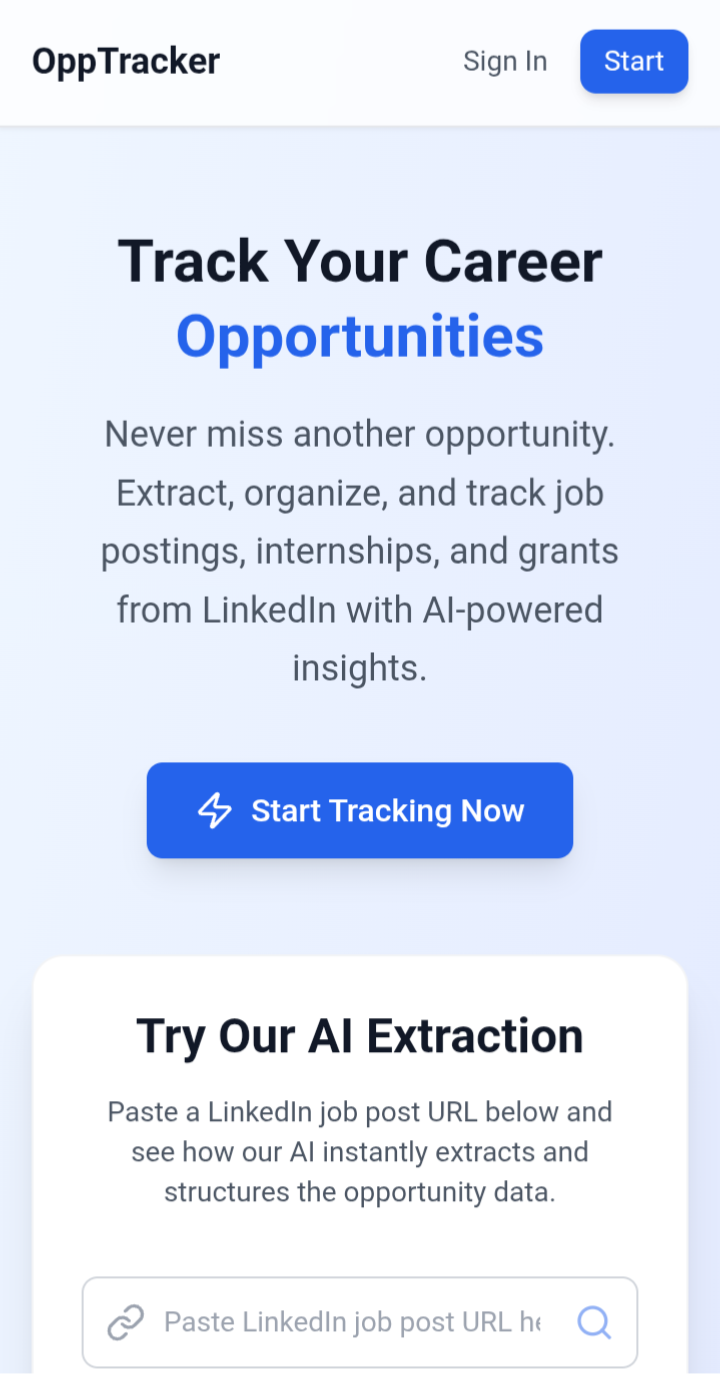 OppTracker
Sign In
Start
Track Your Career
Opportunities
Never miss another opportunity.
Extract, organize, and track job
postings, internships, and grants
from LinkedIn with AI-powered
insights.
Start Tracking Now
Try Our AI Extraction
Paste a LinkedIn job post URL below and
see how our AI instantly extracts and
structures the opportunity data.
Paste LinkedIn job post URL he